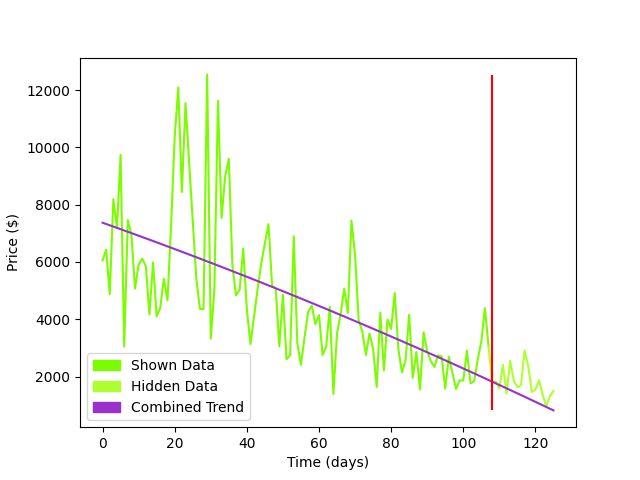 12000
10000
8000
6000
4000
2000
Price ($)
Shown Data
Hidden Data
Combined Trend
0 20 40 60 80 100 120
Time (days)